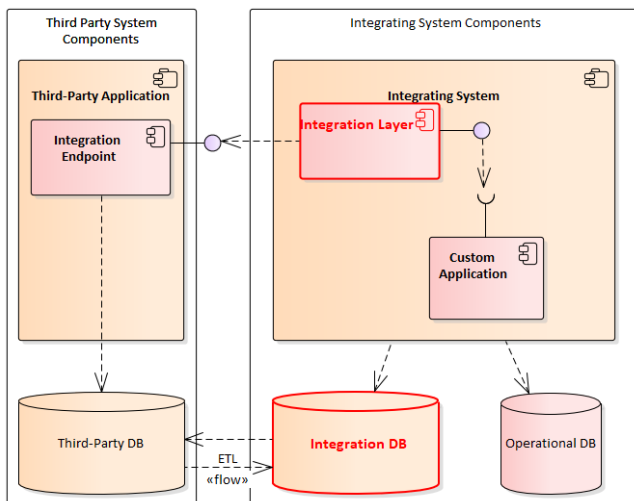 Third Party System
Components
Integrating System Components
Third-Party Application
Integrating System
Integration
Endpoint
Integration Layer
Custom
Application
Third-Party DB
ETL
«flow»
Integration DB
Operational DB